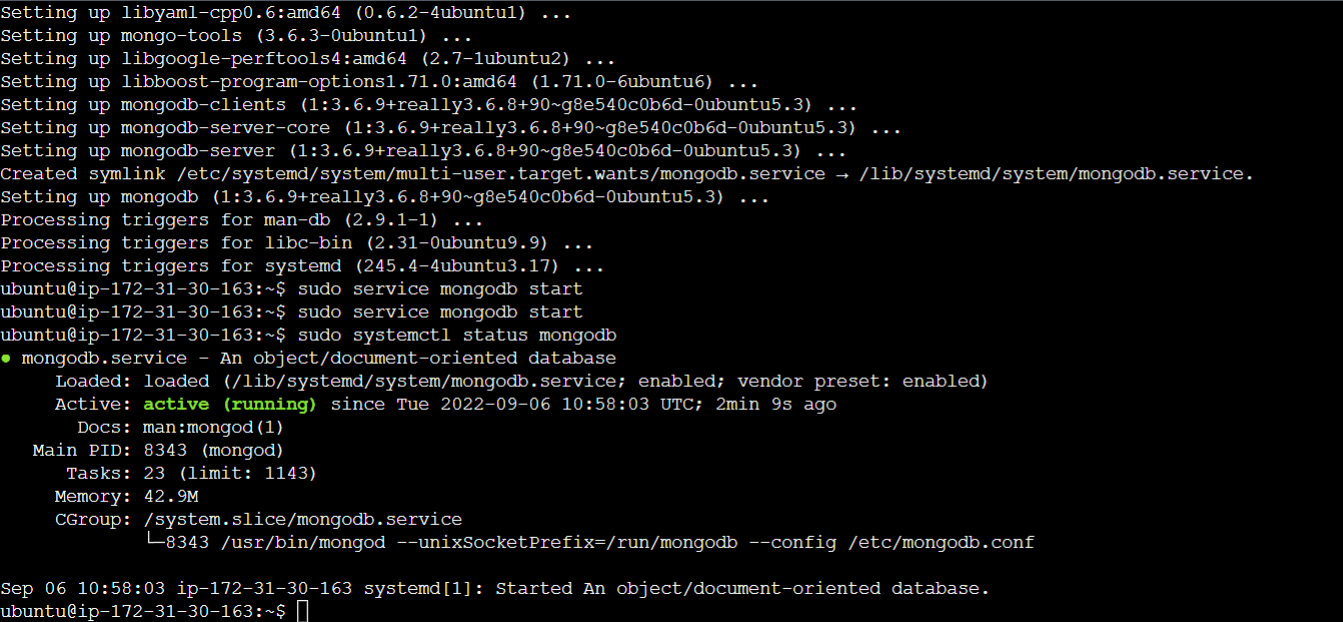 Setting up libyaml-cpp0.6:amd64 (0.6.2-4ubuntu1) ...
Setting up mongo-tools (3.6.3-0ubuntu1) ...
Setting up libgoogle-perftools4:amd64 (2.7-1ubuntu2) ...
Setting up libboost-program-options1.71.0:amd64 (1.71.0-6ubuntu6) ...
Setting up mongodb-clients (1:3.6.9+really3.6.8+90~g8e540c0b6d-0ubuntu5.3) ...
Setting up mongodb-server-core (1:3.6.9+really3.6.8+90~g8e540c0b6d-0ubuntu5.3) ...
Setting up mongodb-server (1:3.6.9+really3.6.8+90~g8e540c0b6d-0ubuntu5.3) ...
Created symlink /etc/systemd/system/multi-user.target.wants/mongodb.service → /lib/systemd/system/mongodb.service.
Setting up mongodb (1:3.6.9+really3.6.8+90~g8e540c0b6d-0ubuntu5.3) ...
Processing triggers for man-db (2.9.1-1) ...
Processing triggers for libc-bin (2.31-0ubuntu9.9) ...
Processing triggers for systemd (245.4-4ubuntu3.17) ...
ubuntu@ip-172-31-30-163:~$ sudo service mongodb start
ubuntu@ip-172-31-30-163:~$ sudo service mongodb start
ubuntu@ip-172-31-30-163:~$ sudo systemctl status mongodb
● mongodb.service - An object/document-oriented database
     Loaded: loaded (/lib/systemd/system/mongodb.service; enabled; vendor preset: enabled)
     Active: active (running) since Tue 2022-09-06 10:58:03 UTC; 2min 9s ago
       Docs: man:mongod(1)
   Main PID: 8343 (mongod)
      Tasks: 23 (limit: 1143)
     Memory: 42.9M
     CGroup: /system.slice/mongodb.service
             └─8343 /usr/bin/mongod --unixSocketPrefix=/run/mongodb --config /etc/mongodb.conf
Sep 06 10:58:03 ip-172-31-30-163 systemd[1]: Started An object/document-oriented database.
ubuntu@ip-172-31-30-163:~$